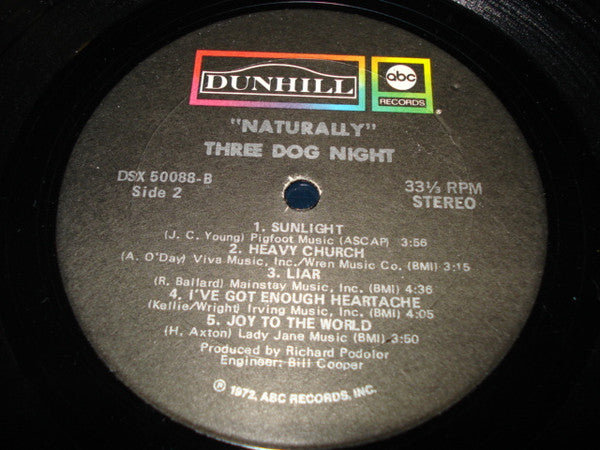 DUNHILL
abc
RECORDS
"NATURALLY"
THREE DOG NIGHT
DSX 50088-B
Side 2
33⅓ RPM
STEREO
1. SUNLIGHT
(J. C. Young) Pigfoot Music (ASCAP) 3:56
2. HEAVY CHURCH
(A. O'Day) Viva Music, Inc./Wren Music Co. (BMI) 3:15
3. LIAR
(R. Ballard) Mainstay Music, Inc. (BMI) 4:36
4. I'VE GOT ENOUGH HEARTACHE
(Kellie/Wright) Irving Music, Inc. (BMI) 4:05
5. JOY TO THE WORLD
(H. Axton) Lady Jane Music (BMI) 3:50
Produced by Richard Podolor
Engineer: Bill Cooper
℗ 1972, ABC RECORDS, INC.